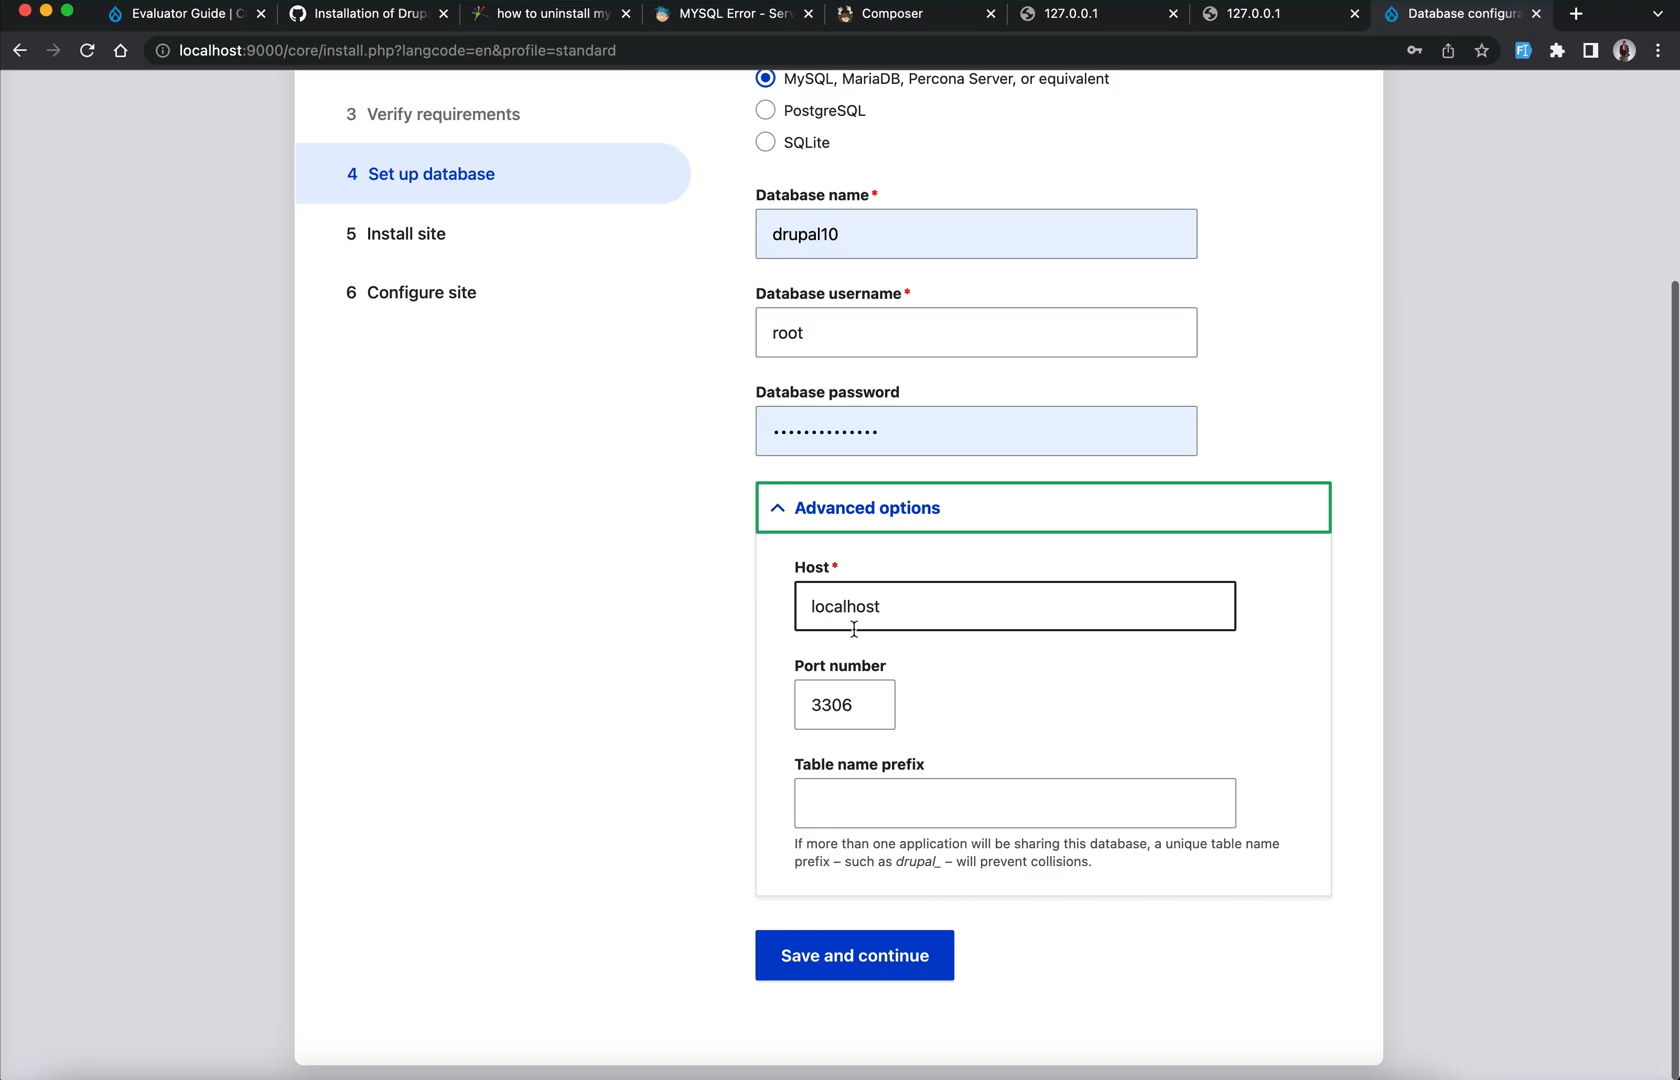 Evaluator Guide | C
Installation of Drup
how to uninstall my
MYSQL Error - Serv
Composer
127.0.0.1
127.0.0.1
Database configura
localhost:9000/core/install.php?langcode=en&profile=standard
MySQL, MariaDB, Percona Server, or equivalent
3 Verify requirements
PostgreSQL
SQLite
4 Set up database
Database name*
5 Install site
drupal10
6 Configure site
Database username*
root
Database password
••••••••••••••
Advanced options
Host*
localhost
Port number
3306
Table name prefix
If more than one application will be sharing this database, a unique table name
prefix – such as drupal_ – will prevent collisions.
Save and continue